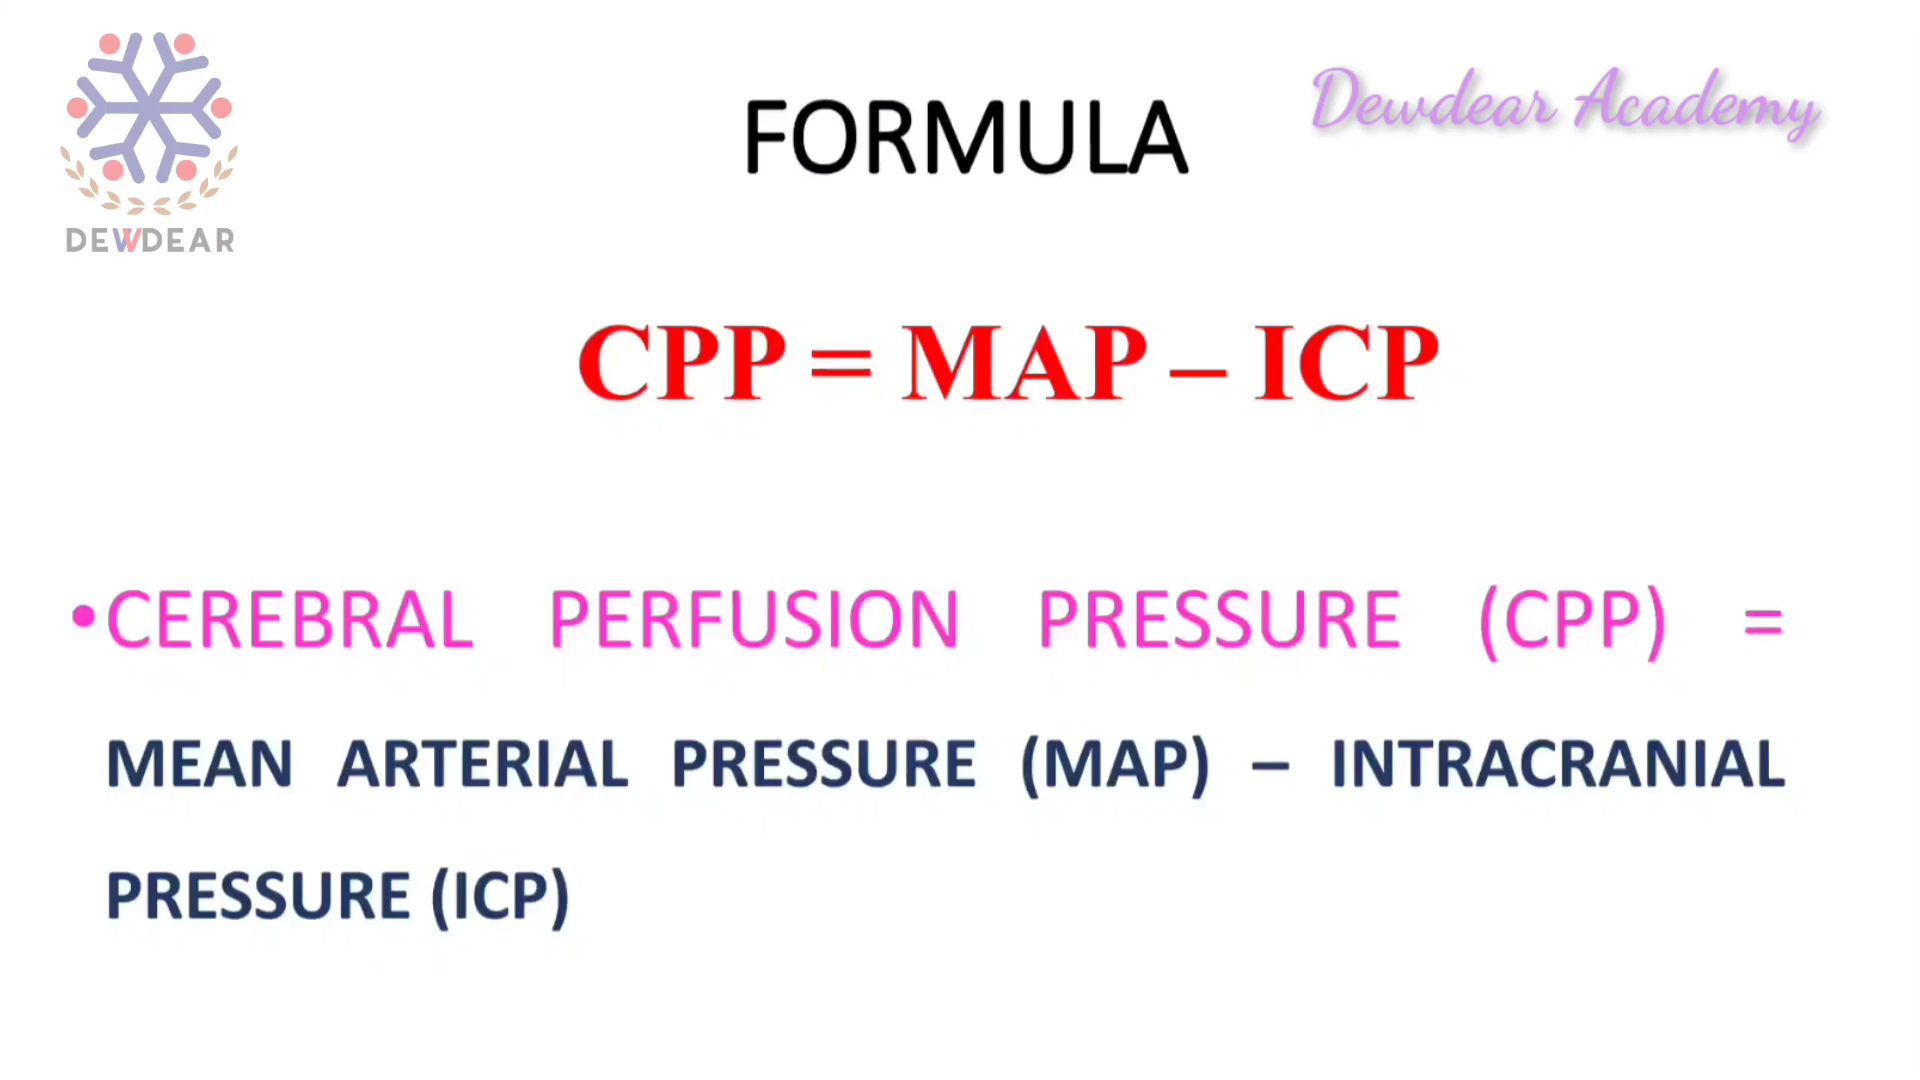 DEWDEAR
FORMULA
Dewdear Academy
CPP = MAP – ICP
•CEREBRAL PERFUSION PRESSURE (CPP) =
MEAN ARTERIAL PRESSURE (MAP) – INTRACRANIAL
PRESSURE (ICP)